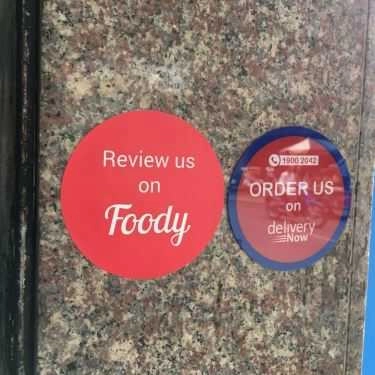 Review us
on
Foody
1900 2042
ORDER US
on
delivery
Now